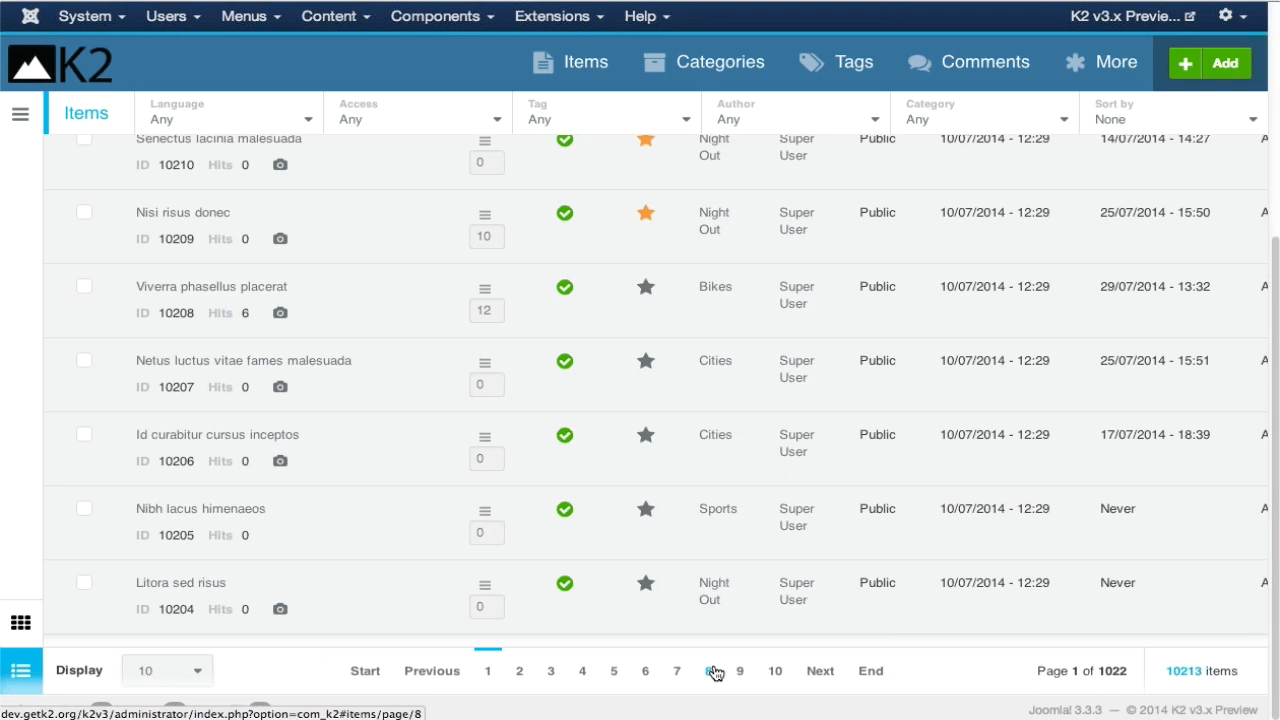 System Users Menus Content Components Extensions Help K2 v3.x Previe...
K2 Items Categories Tags Comments More + Add
Items Language Any Access Any Tag Any Author Any Category Any Sort by None
Senectus lacinia malesuada Night Out Super User Public 10/07/2014 - 12:29 14/07/2014 - 14:27 A
ID 10210 Hits 0 0
Nisi risus donec Night Out Super User Public 10/07/2014 - 12:29 25/07/2014 - 15:50 A
ID 10209 Hits 0 10
Viverra phasellus placerat Bikes Super User Public 10/07/2014 - 12:29 29/07/2014 - 13:32 A
ID 10208 Hits 6 12
Netus luctus vitae fames malesuada Cities Super User Public 10/07/2014 - 12:29 25/07/2014 - 15:51 A
ID 10207 Hits 0 0
Id curabitur cursus inceptos Cities Super User Public 10/07/2014 - 12:29 17/07/2014 - 18:39 A
ID 10206 Hits 0 0
Nibh lacus himenaeos Sports Super User Public 10/07/2014 - 12:29 Never A
ID 10205 Hits 0 0
Litora sed risus Night Out Super User Public 10/07/2014 - 12:29 Never A
ID 10204 Hits 0 0
Display 10 Start Previous 1 2 3 4 5 6 7 8 9 10 Next End Page 1 of 1022 10213 items
Joomla! 3.3.3 — © 2014 K2 v3.x Preview
dev.getk2.org/k2v3/administrator/index.php?option=com_k2#items/page/8